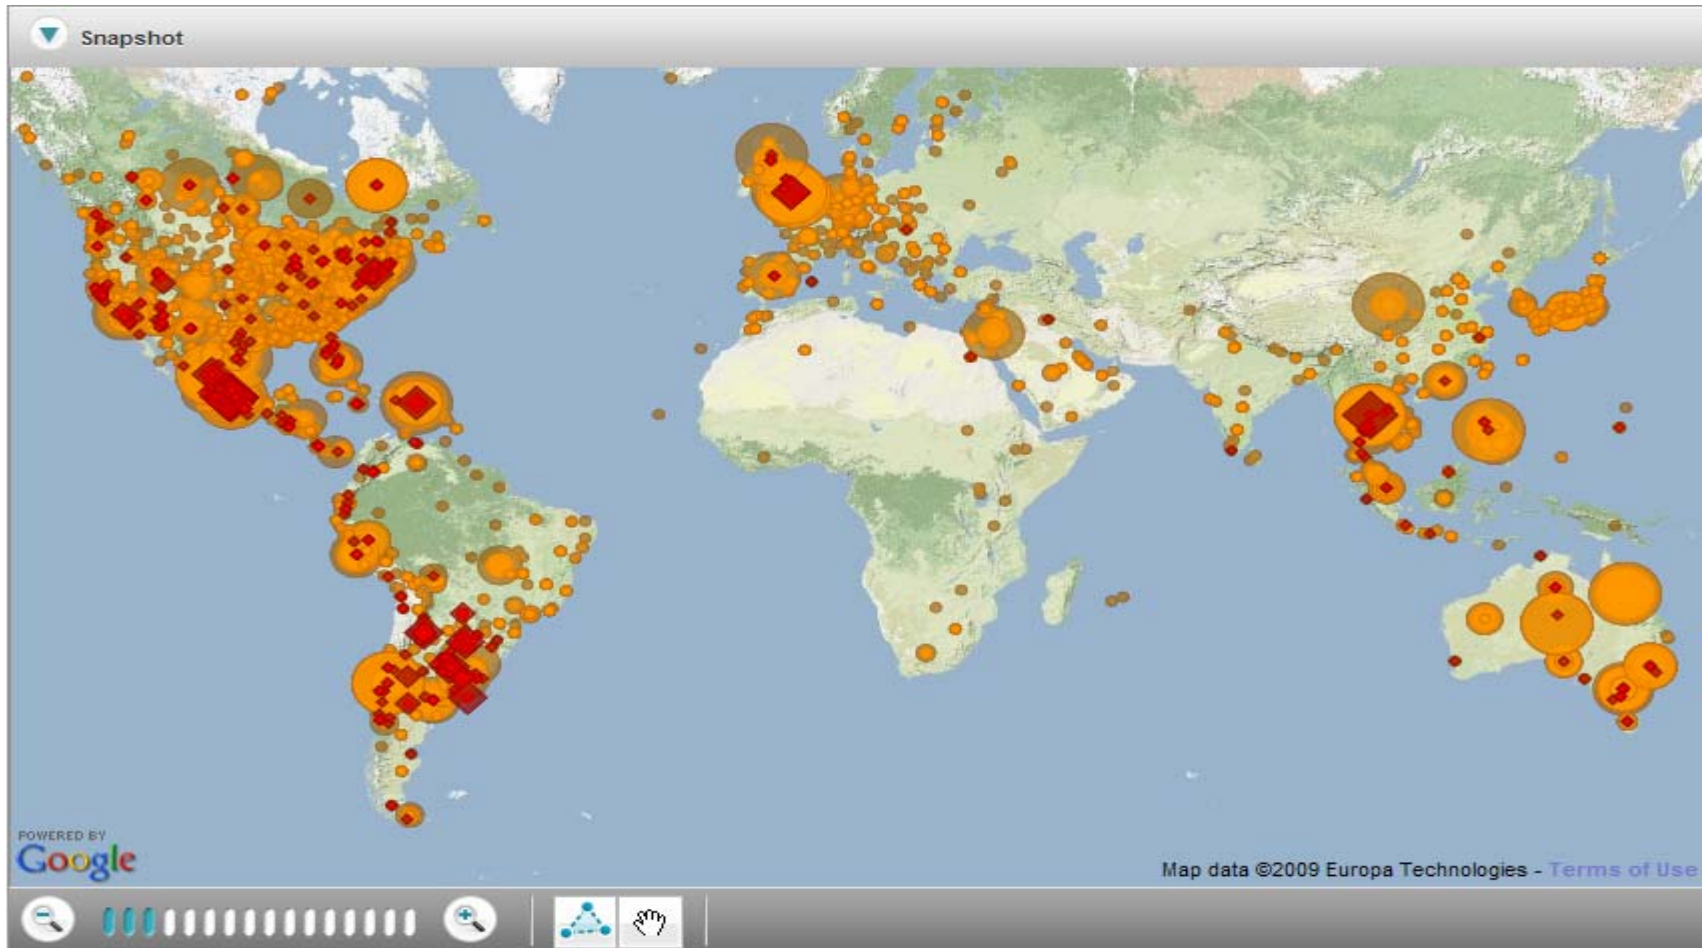 Snapshot
POWERED BY
Google
Map data ©2009 Europa Technologies - Terms of Use